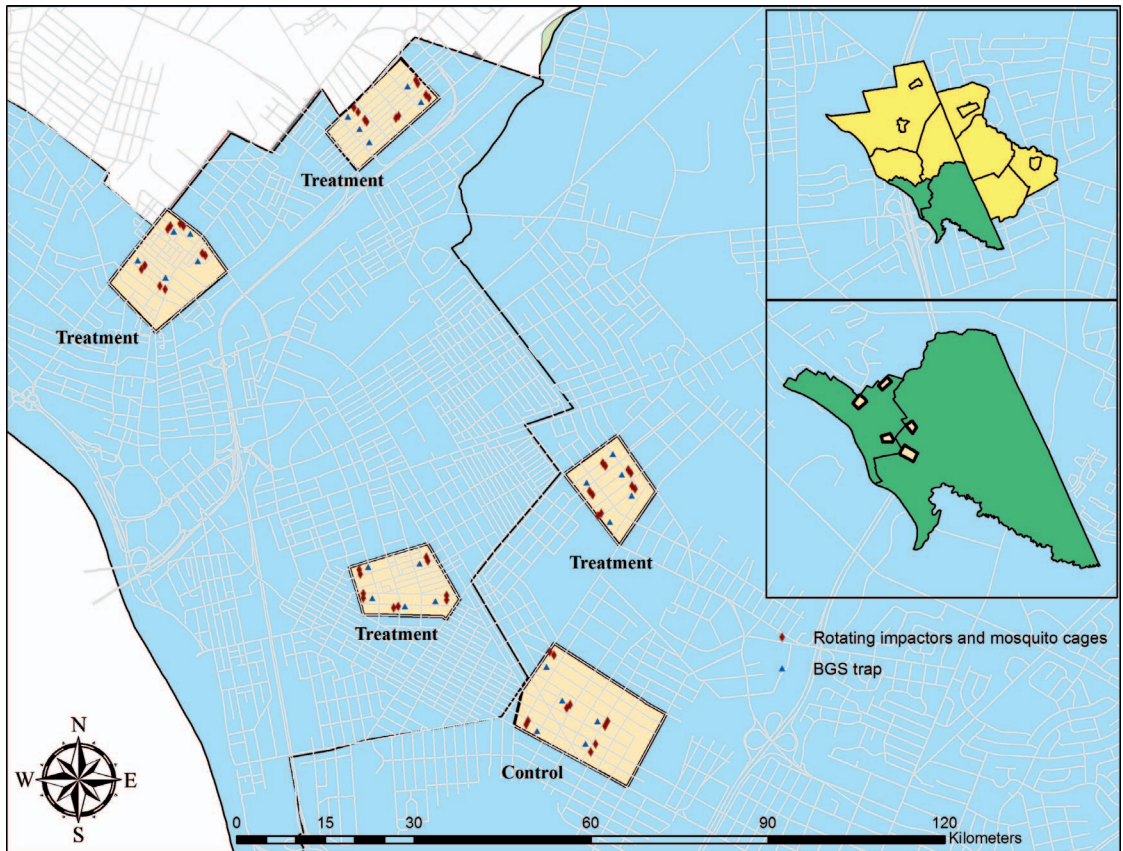 Treatment
Treatment
Treatment
Treatment
Control
Rotating impactors and mosquito cages
BGS trap
N
W E
S
0 15 30 60 90 120
Kilometers